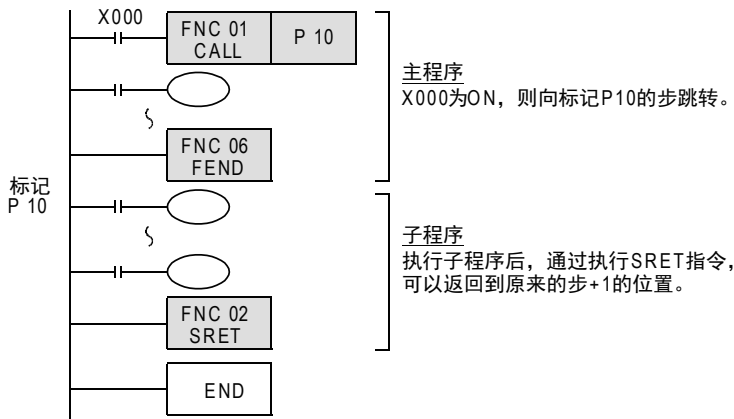 X000
FNC 01
CALL
P 10
主程序
X000为ON，则向标记P10的步跳转。
FNC 06
FEND
标记
P 10
子程序
执行子程序后，通过执行SRET指令，
可以返回到原来的步+1的位置。
FNC 02
SRET
END